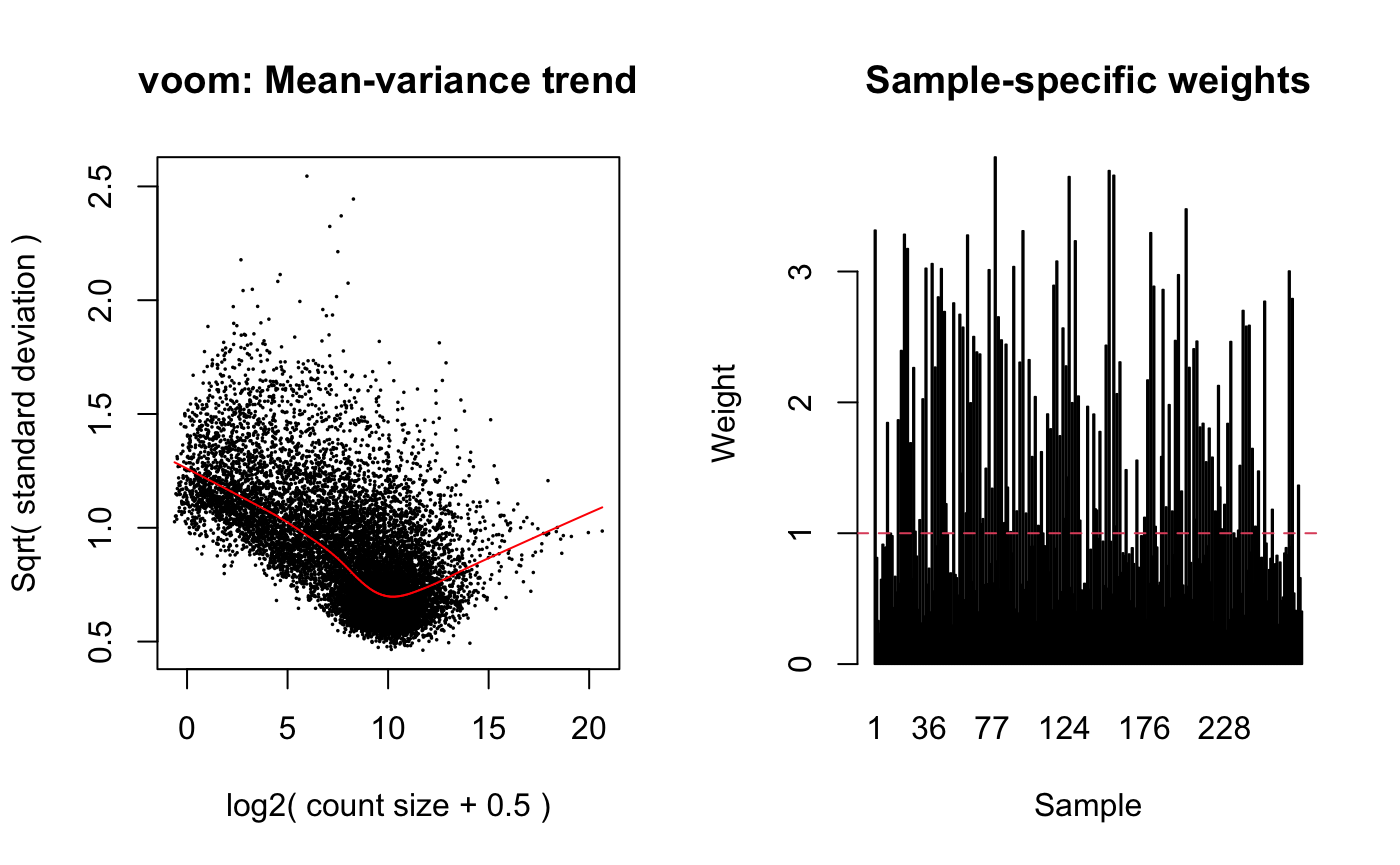 voom: Mean-variance trend
Sqrt( standard deviation )
2.5
2.0
1.5
1.0
0.5
0 5 10 15 20
log2( count size + 0.5 )
Sample-specific weights
Weight
3
2
1
0
1 36 77 124 176 228
Sample